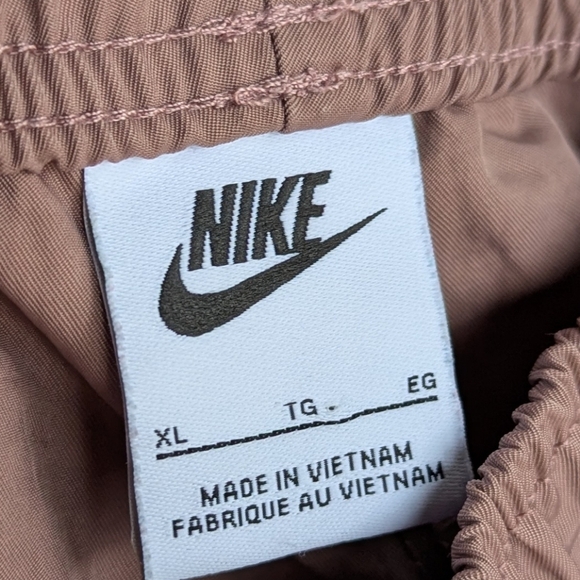 NIKE
XL TG EG
MADE IN VIETNAM
FABRIQUE AU VIETNAM